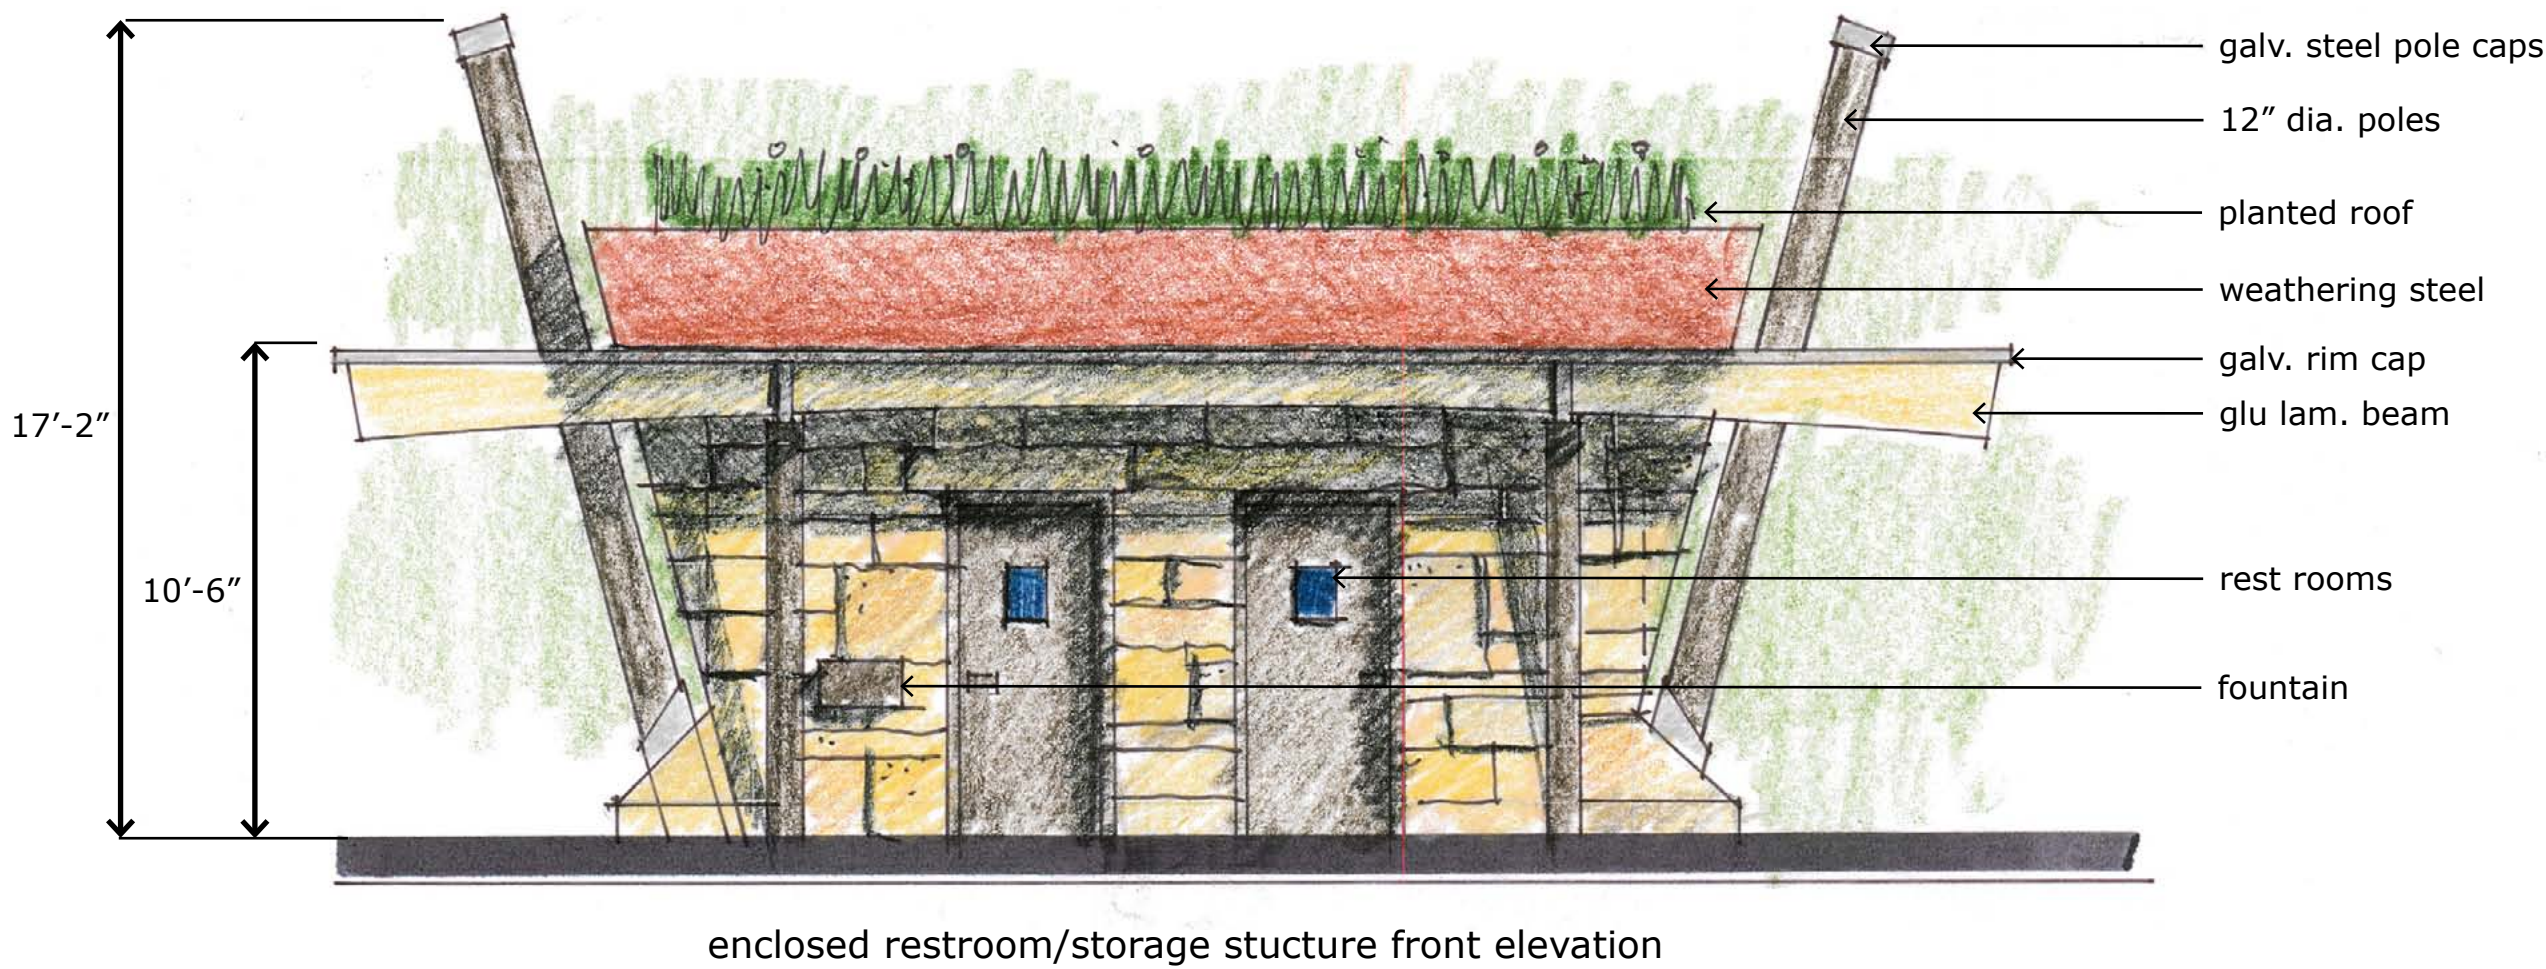 galv. steel pole caps
12” dia. poles
planted roof
weathering steel
galv. rim cap
glu lam. beam
17’-2”
10’-6”
rest rooms
fountain
enclosed restroom/storage stucture front elevation